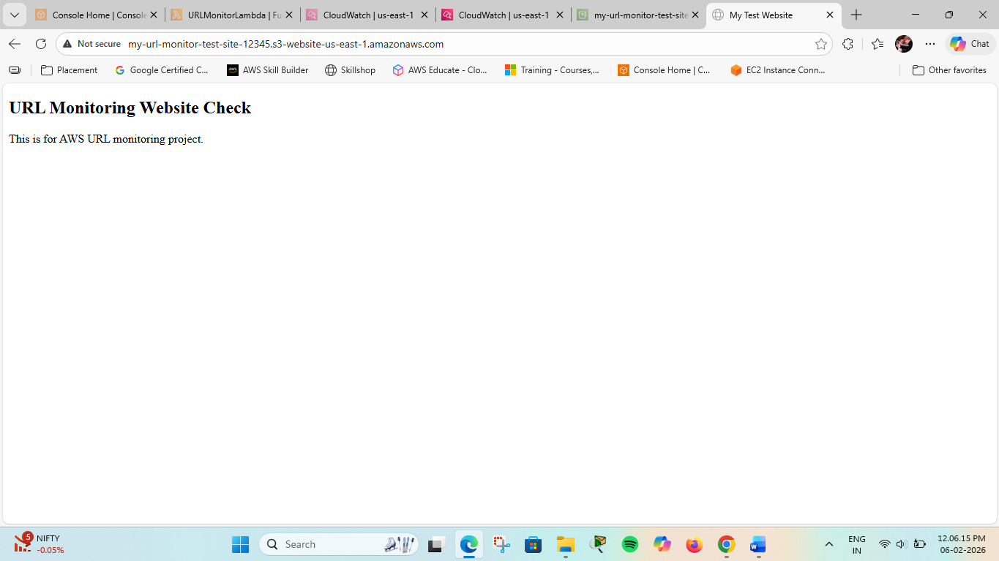 Console Home | Console
URLMonitorLambda | Fu
CloudWatch | us-east-1
CloudWatch | us-east-1
my-url-monitor-test-site
My Test Website
Not secure
my-url-monitor-test-site-12345.s3-website-us-east-1.amazonaws.com
Chat
Placement
Google Certified C...
aws
AWS Skill Builder
Skillshop
AWS Educate - Clo...
Training - Courses,...
Console Home | C...
EC2 Instance Conn...
Other favorites
URL Monitoring Website Check
This is for AWS URL monitoring project.
5
NIFTY
-0.05%
Search
W
ENG
IN
12.06.15 PM
06-02-2026